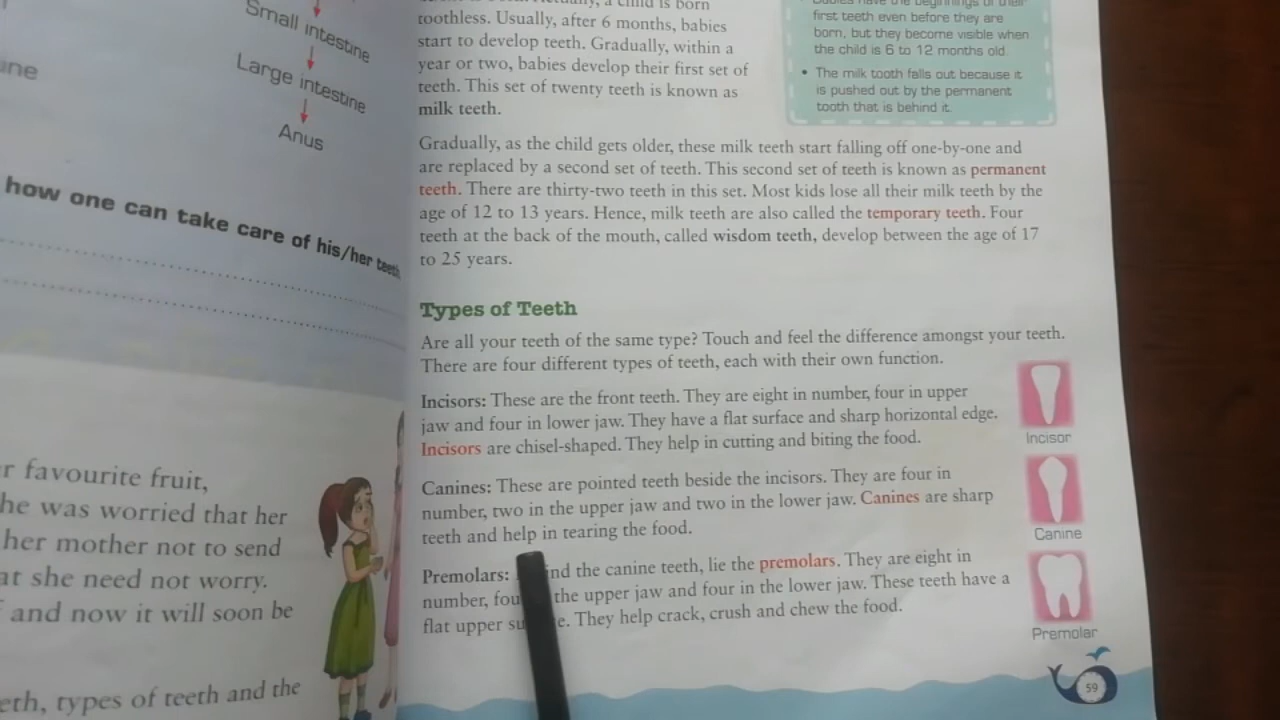 Small intestine
Large intestine
Anus
how one can take care of his/her teeth
r favourite fruit,
he was worried that her
her mother not to send
at she need not worry.
and now it will soon be
eth, types of teeth and the
child is born
toothless. Usually, after 6 months, babies
start to develop teeth. Gradually, within a
year or two, babies develop their first set of
teeth. This set of twenty teeth is known as
milk teeth.
first teeth even before they are
born, but they become visible when
the child is 6 to 12 months old.
• The milk tooth falls out because it
is pushed out by the permanent
tooth that is behind it.
Gradually, as the child gets older, these milk teeth start falling off one-by-one and
are replaced by a second set of teeth. This second set of teeth is known as permanent
teeth. There are thirty-two teeth in this set. Most kids lose all their milk teeth by the
age of 12 to 13 years. Hence, milk teeth are also called the temporary teeth. Four
teeth at the back of the mouth, called wisdom teeth, develop between the age of 17
to 25 years.
Types of Teeth
Are all your teeth of the same type? Touch and feel the difference amongst your teeth.
There are four different types of teeth, each with their own function.
Incisors: These are the front teeth. They are eight in number, four in upper
jaw and four in lower jaw. They have a flat surface and sharp horizontal edge.
Incisors are chisel-shaped. They help in cutting and biting the food.
Incisor
Canines: These are pointed teeth beside the incisors. They are four in
number, two in the upper jaw and two in the lower jaw. Canines are sharp
teeth and help in tearing the food.
Canine
Premolars: the canine teeth, lie the premolars. They are eight in
number, the upper jaw and four in the lower jaw. These teeth have a
flat upper They help crack, crush and chew the food.
Premolar
59